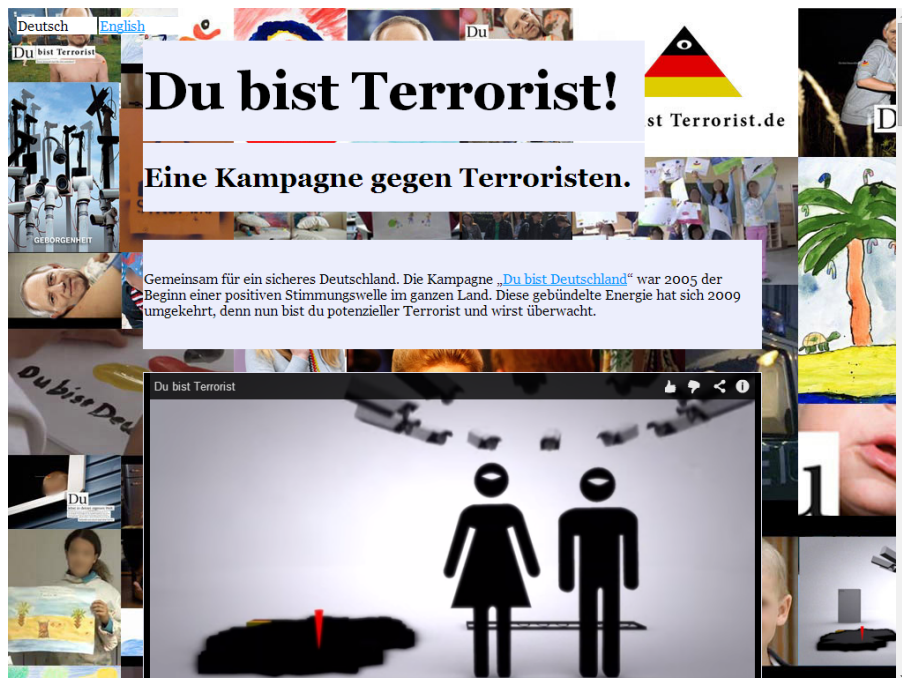 Deutsch English
Du bist Terrorist
Du
Du bist Terrorist!
st Terrorist.de
D
Eine Kampagne gegen Terroristen.
GEBORGENHEIT
Gemeinsam für ein sicheres Deutschland. Die Kampagne „Du bist Deutschland“ war 2005 der
Beginn einer positiven Stimmungswelle im ganzen Land. Diese gebündelte Energie hat sich 2009
umgekehrt, denn nun bist du potenzieller Terrorist und wirst überwacht.
Du bist Terrorist
Du bist Deu
Du